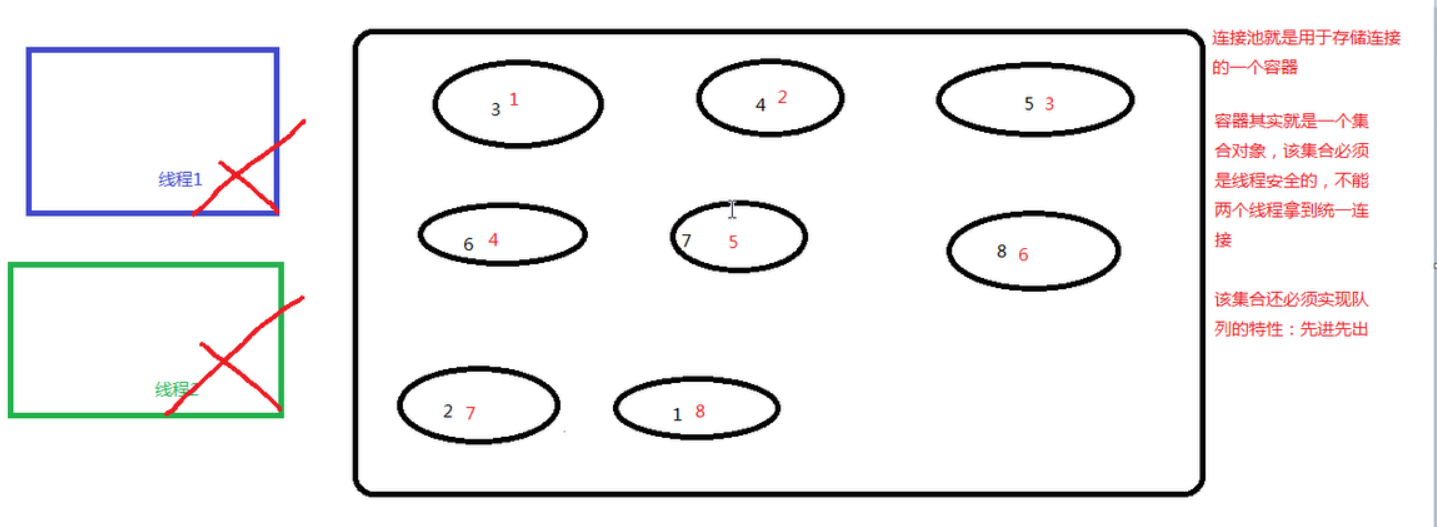 线程1
线程2
3 1
4 2
5 3
6 4
7 5
8 6
2 7
1 8
连接池就是用于存储连接
的一个容器
容器其实就是一个集
合对象，该集合必须
是线程安全的，不能
两个线程拿到统一连
接
该集合还必须实现队
列的特性：先进先出